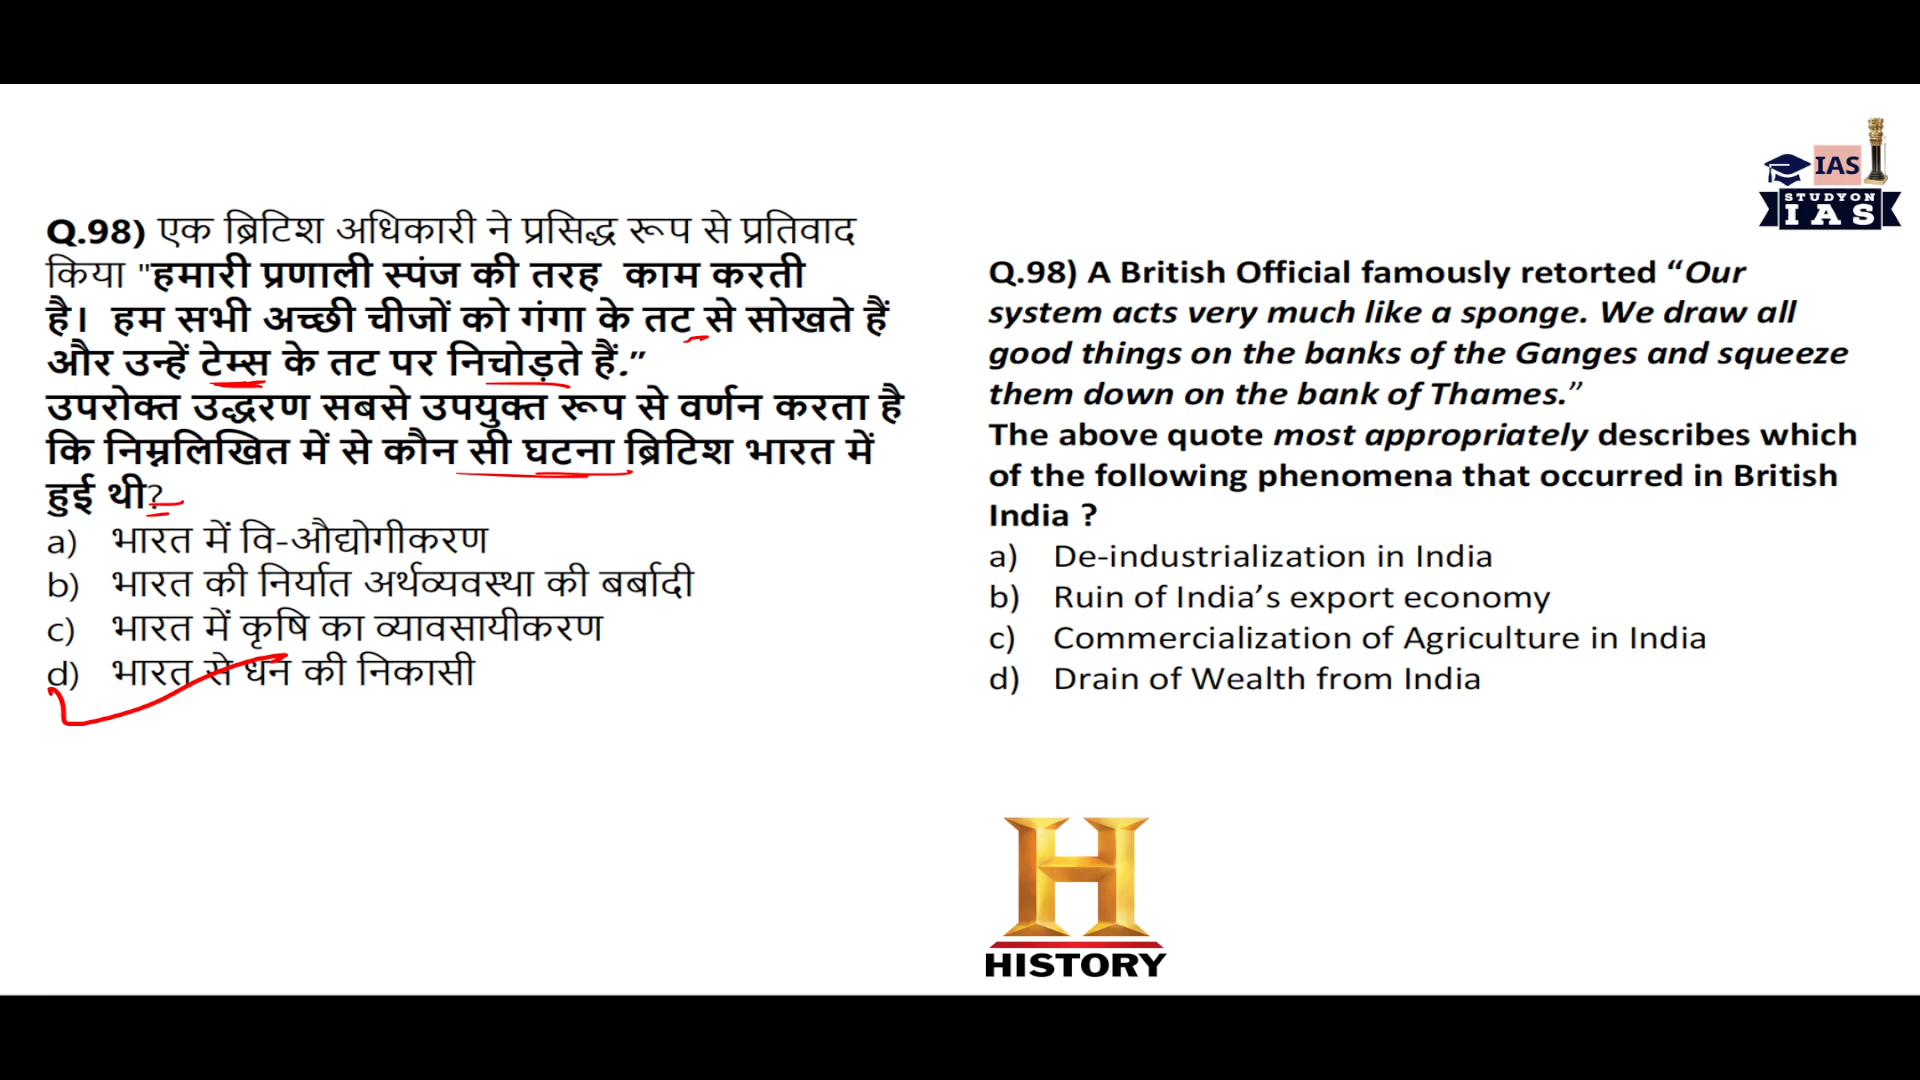 Q.98) एक ब्रिटिश अधिकारी ने प्रसिद्ध रूप से प्रतिवाद
किया "हमारी प्रणाली स्पंज की तरह काम करती
है। हम सभी अच्छी चीजों को गंगा के तट से सोखते हैं
और उन्हें टेम्स के तट पर निचोड़ते हैं.”
उपरोक्त उद्धरण सबसे उपयुक्त रूप से वर्णन करता है
कि निम्नलिखित में से कौन सी घटना ब्रिटिश भारत में
हुई थी?
a) भारत में वि-औद्योगीकरण
b) भारत की निर्यात अर्थव्यवस्था की बर्बादी
c) भारत में कृषि का व्यावसायीकरण
d) भारत से धन की निकासी
IAS
STUDYON
IAS
Q.98) A British Official famously retorted “Our
system acts very much like a sponge. We draw all
good things on the banks of the Ganges and squeeze
them down on the bank of Thames.”
The above quote most appropriately describes which
of the following phenomena that occurred in British
India ?
a) De-industrialization in India
b) Ruin of India’s export economy
c) Commercialization of Agriculture in India
d) Drain of Wealth from India
H
HISTORY